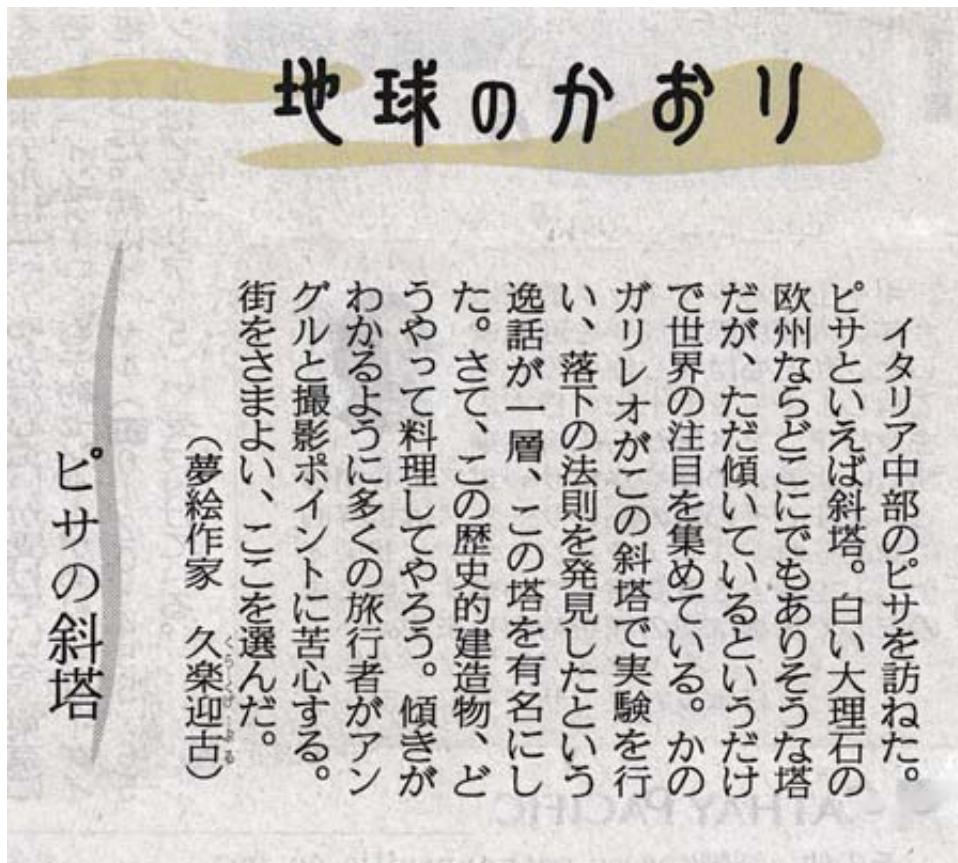 地球のかおり
ピサの斜塔
イタリア中部のピサを訪ねた。
ピサといえば斜塔。白い大理石の
欧州ならどこにでもありそうな塔
だが、ただ傾いているというだけ
で世界の注目を集めている。かの
ガリレオがこの斜塔で実験を行
い、落下の法則を発見したという
逸話が一層、この塔を有名にし
た。さて、この歴史的建造物、ど
うやって料理してやろう。傾きが
わかるように多くの旅行者がアン
グルと撮影ポイントに苦心する。
街をさまよい、ここを選んだ。
（夢絵作家　久楽迎古）